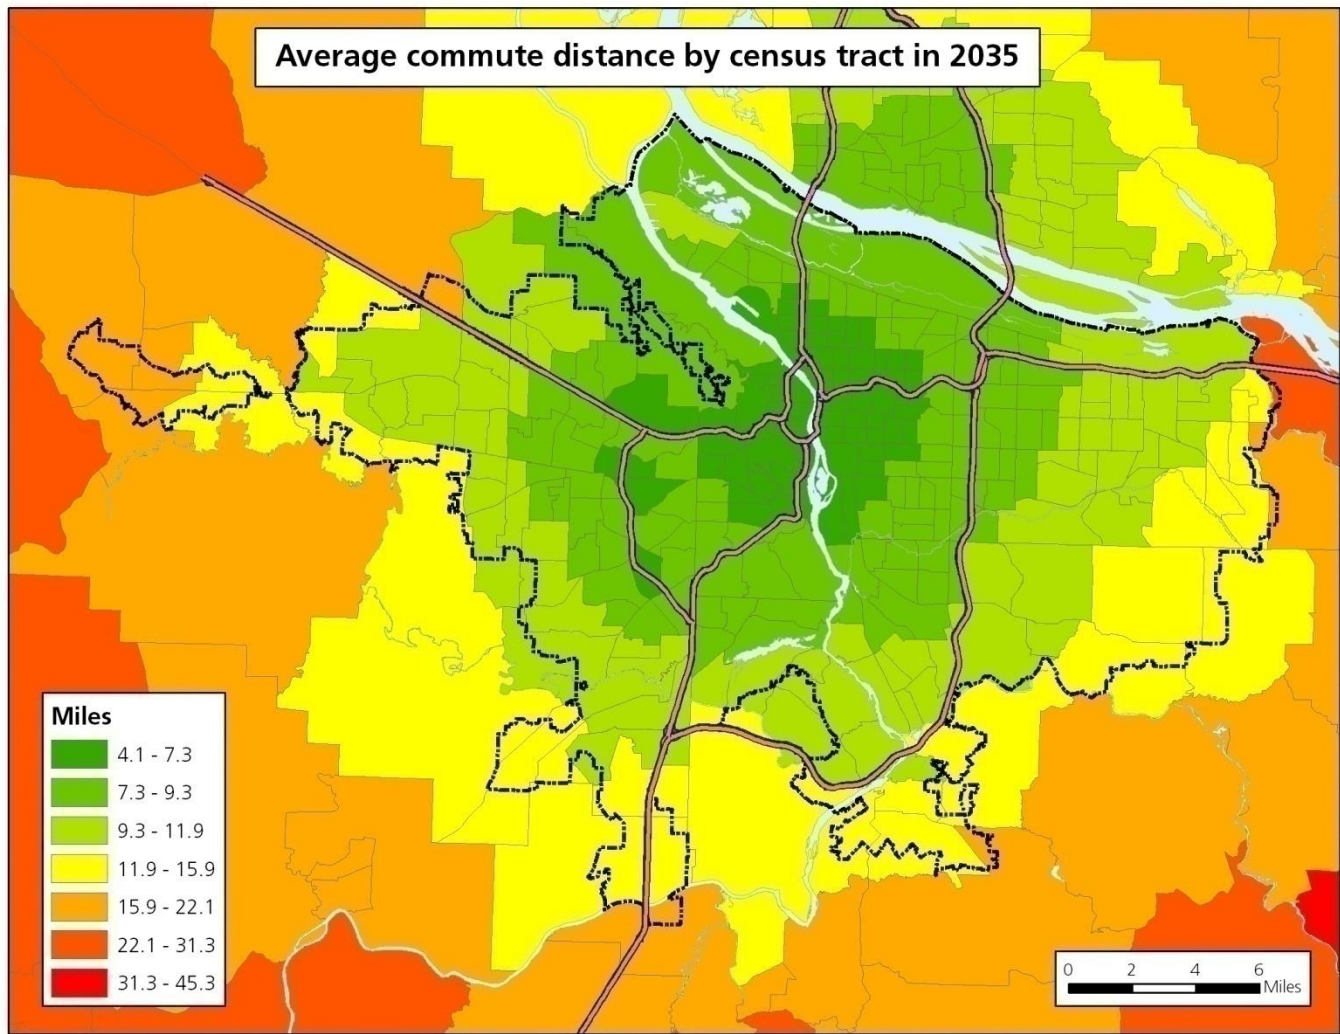 Average commute distance by census tract in 2035
Miles
4.1 - 7.3
7.3 - 9.3
9.3 - 11.9
11.9 - 15.9
15.9 - 22.1
22.1 - 31.3
31.3 - 45.3
0 2 4 6
Miles